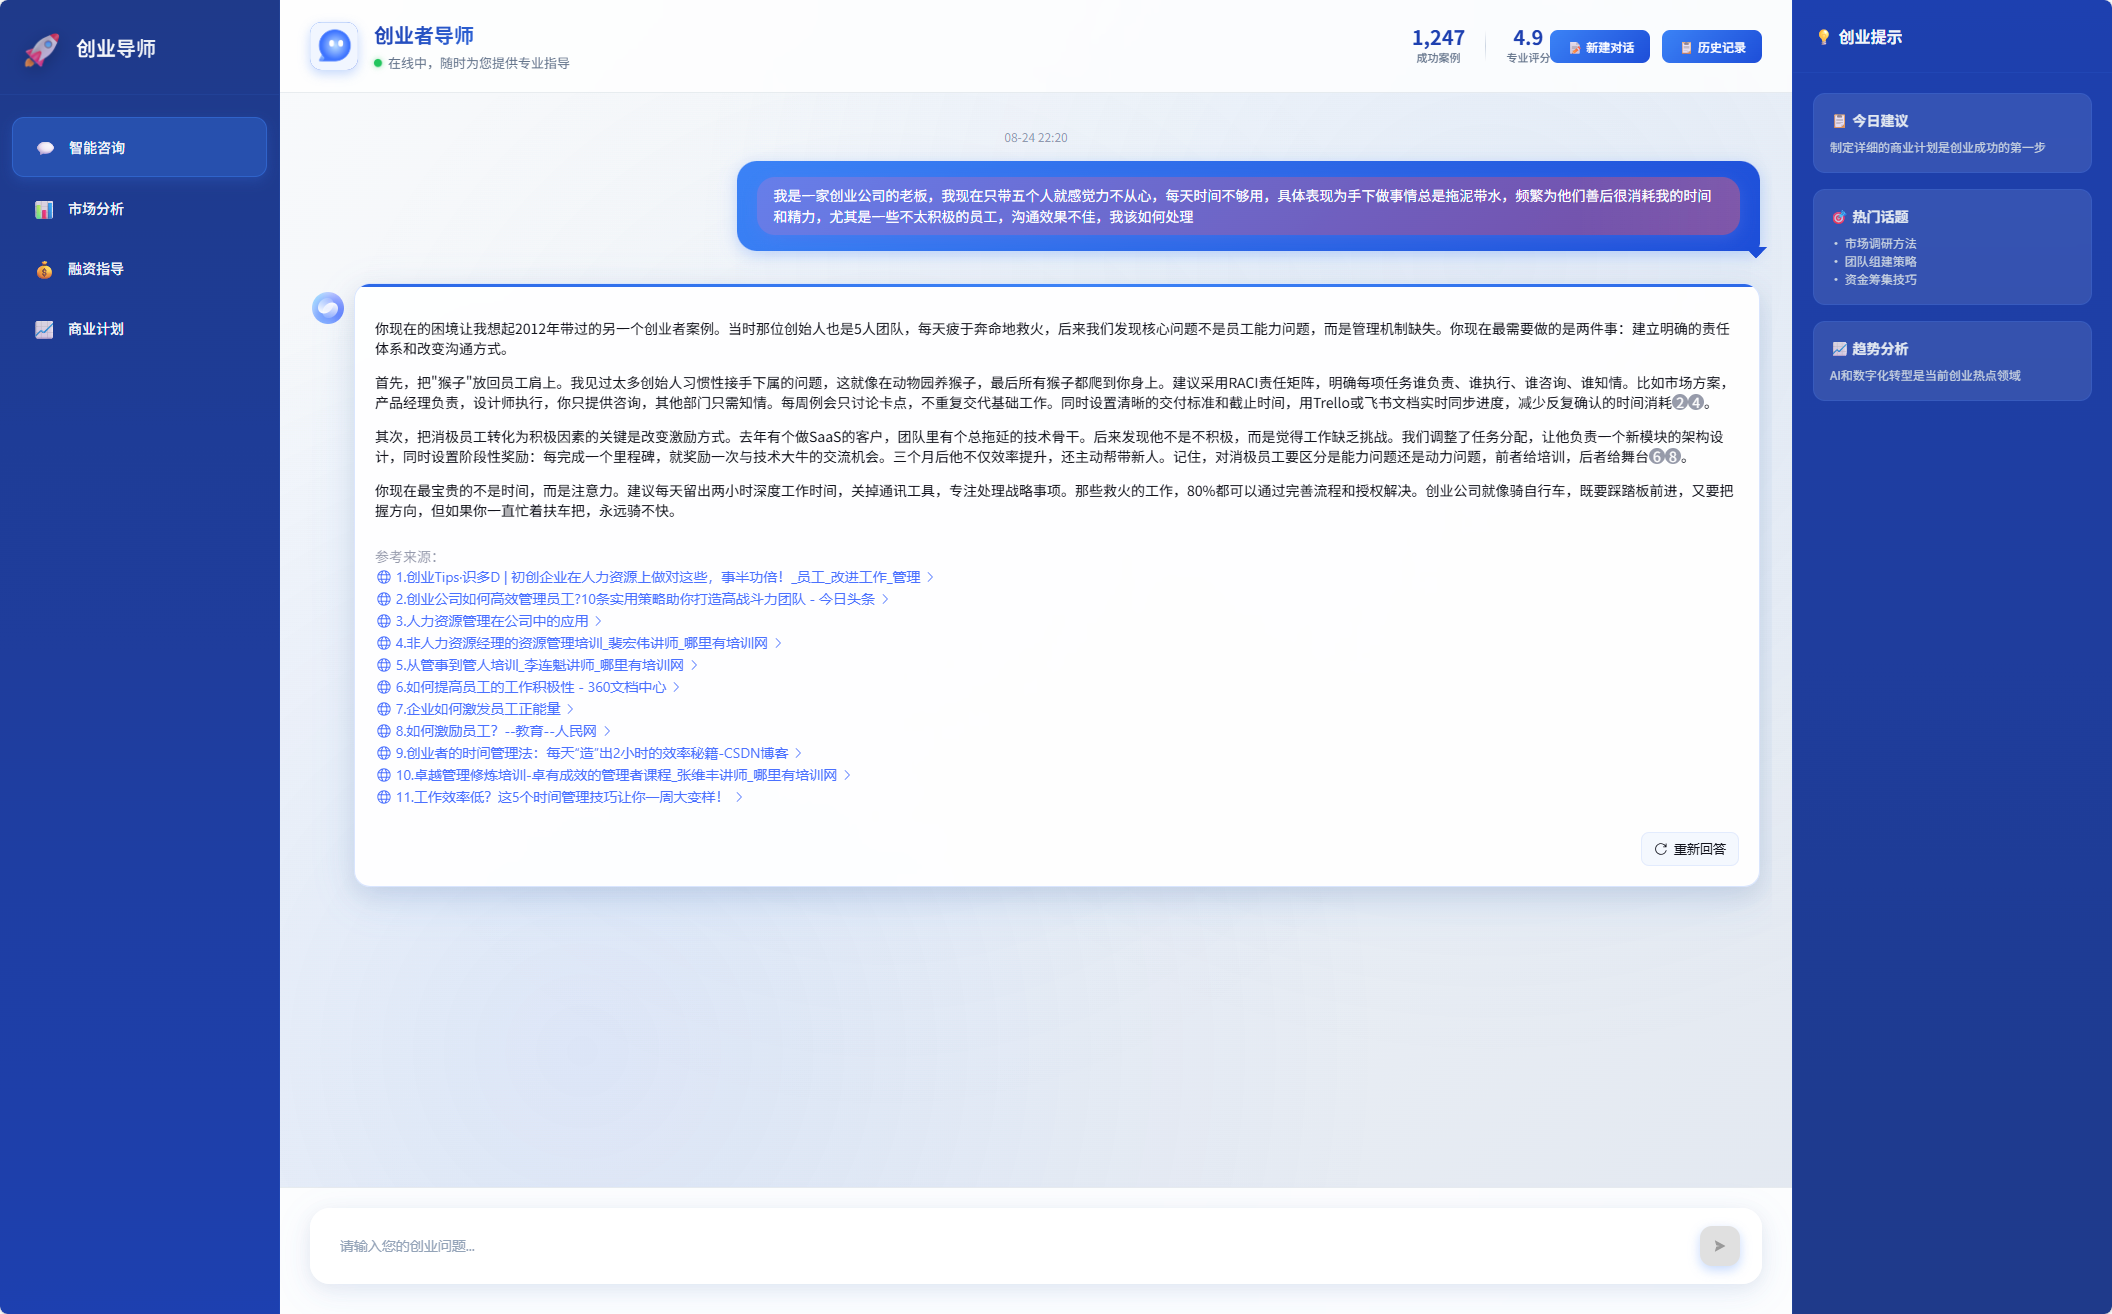 创业导师
智能咨询
市场分析
融资指导
商业计划
创业者导师
在线中，随时为您提供专业指导
1,247
成功案例
4.9
专业评分
新建对话
历史记录
08-24 22:20
我是一家创业公司的老板，我现在只带五个人就感觉力不从心，每天时间不够用，具体表现为手下做事情总是拖泥带水，频繁为他们善后很消耗我的时间
和精力，尤其是一些不太积极的员工，沟通效果不佳，我该如何处理
你现在的困境让我想起2012年带过的另一个创业者案例。当时那位创始人也是5人团队，每天疲于奔命地救火，后来我们发现核心问题不是员工能力问题，而是管理机制缺失。你现在最需要做的是两件事：建立明确的责任
体系和改变沟通方式。
首先，把"猴子"放回员工肩上。我见过太多创始人习惯性接手下属的问题，这就像在动物园养猴子，最后所有猴子都爬到你身上。建议采用RACI责任矩阵，明确每项任务谁负责、谁执行、谁咨询、谁知情。比如市场方案，
产品经理负责，设计师执行，你只提供咨询，其他部门只需知情。每周例会只讨论卡点，不重复交代基础工作。同时设置清晰的交付标准和截止时间，用Trello或飞书文档实时同步进度，减少反复确认的时间消耗24。
其次，把消极员工转化为积极因素的关键是改变激励方式。去年有个做SaaS的客户，团队里有个总拖延的技术骨干。后来发现他不是不积极，而是觉得工作缺乏挑战。我们调整了任务分配，让他负责一个新模块的架构设
计，同时设置阶段性奖励：每完成一个里程碑，就奖励一次与技术大牛的交流机会。三个月后他不仅效率提升，还主动帮带新人。记住，对消极员工要区分是能力问题还是动力问题，前者给培训，后者给舞台68。
你现在最宝贵的不是时间，而是注意力。建议每天留出两小时深度工作时间，关掉通讯工具，专注处理战略事项。那些救火的工作，80%都可以通过完善流程和授权解决。创业公司就像骑自行车，既要踩踏板前进，又要把
握方向，但如果你一直忙着扶车把，永远骑不快。
参考来源：
1.创业Tips·识多D | 初创企业在人力资源上做对这些，事半功倍！_员工_改进工作_管理
2.创业公司如何高效管理员工?10条实用策略助你打造高战斗力团队 - 今日头条
3.人力资源管理在公司中的应用
4.非人力资源经理的资源管理培训_裴宏伟讲师_哪里有培训网
5.从管事到管人培训_李连魁讲师_哪里有培训网
6.如何提高员工的工作积极性 - 360文档中心
7.企业如何激发员工正能量
8.如何激励员工？--教育--人民网
9.创业者的时间管理法：每天“造”出2小时的效率秘籍-CSDN博客
10.卓越管理修炼培训-卓有成效的管理者课程_张维丰讲师_哪里有培训网
11.工作效率低？这5个时间管理技巧让你一周大变样！
重新回答
请输入您的创业问题...
创业提示
今日建议
制定详细的商业计划是创业成功的第一步
热门话题
• 市场调研方法
• 团队组建策略
• 资金筹集技巧
趋势分析
AI和数字化转型是当前创业热点领域